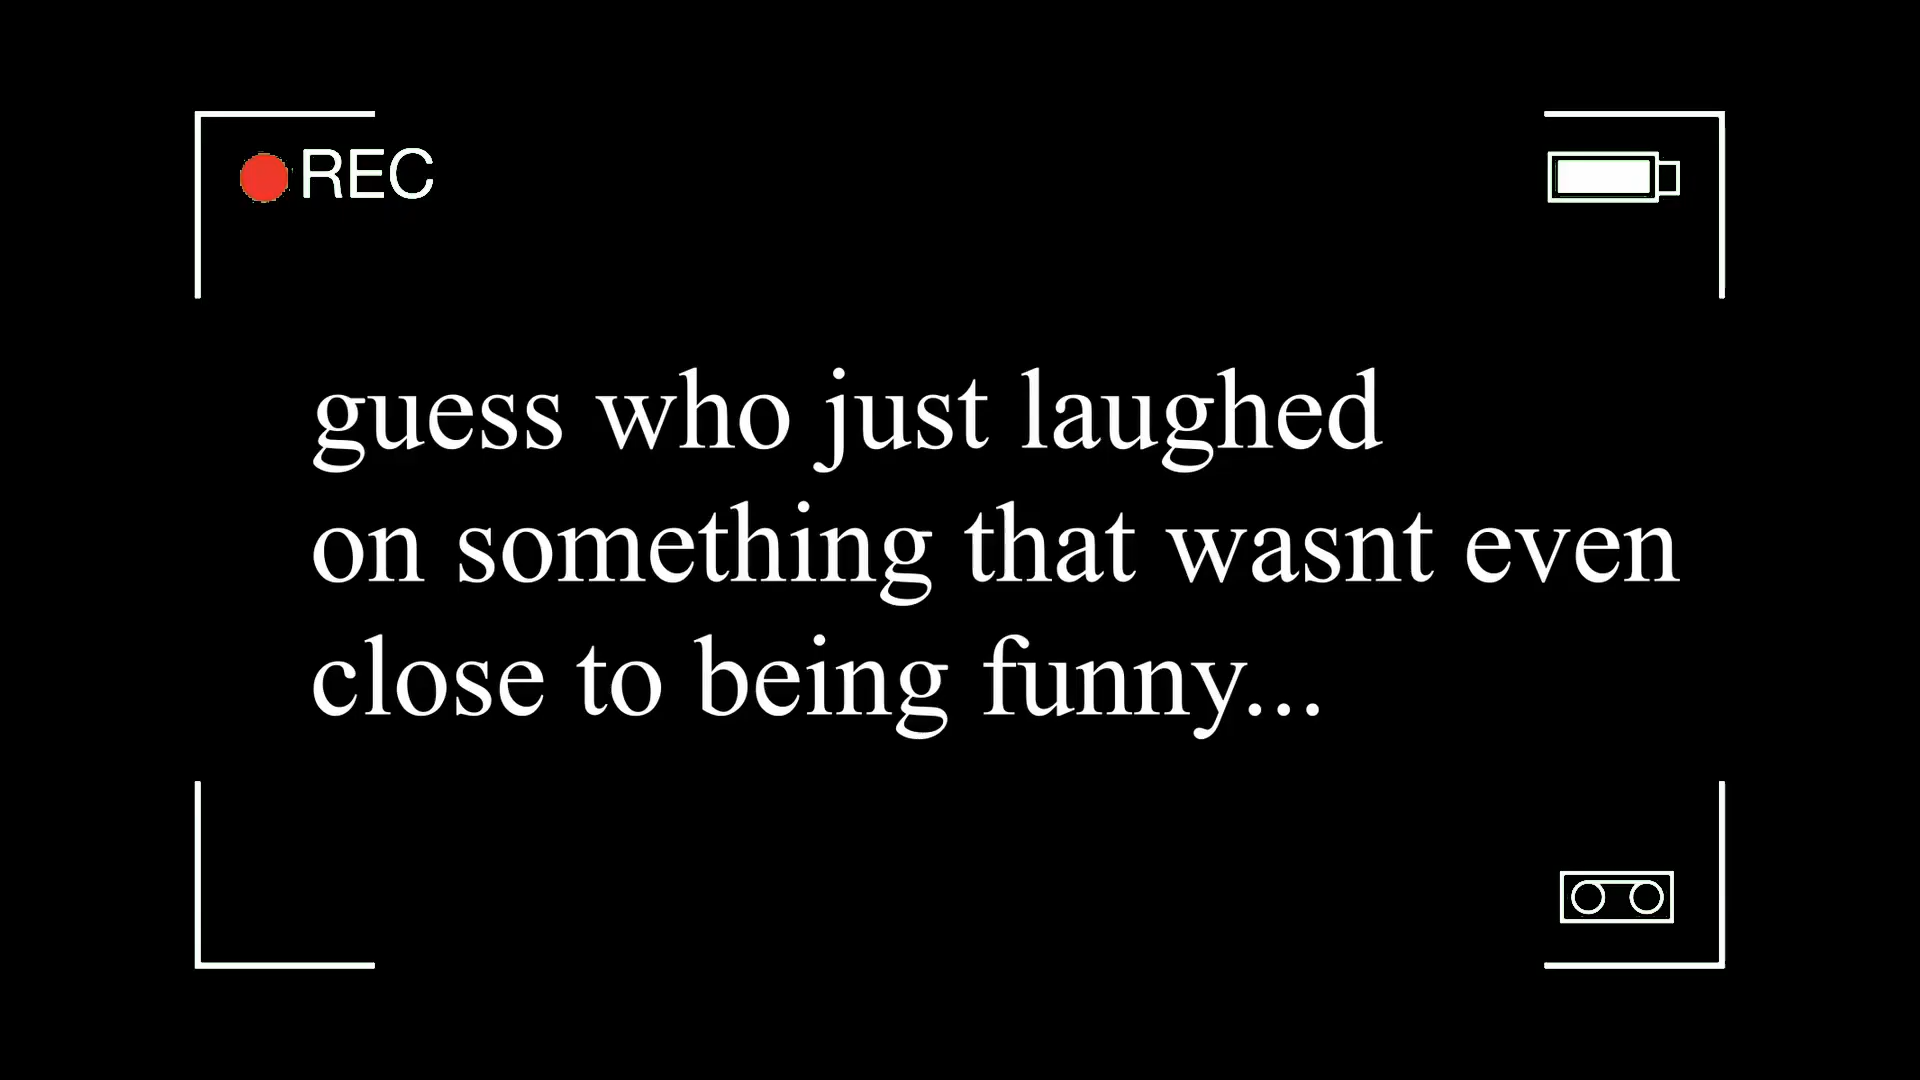 REC
guess who just laughed
on something that wasnt even
close to being funny...